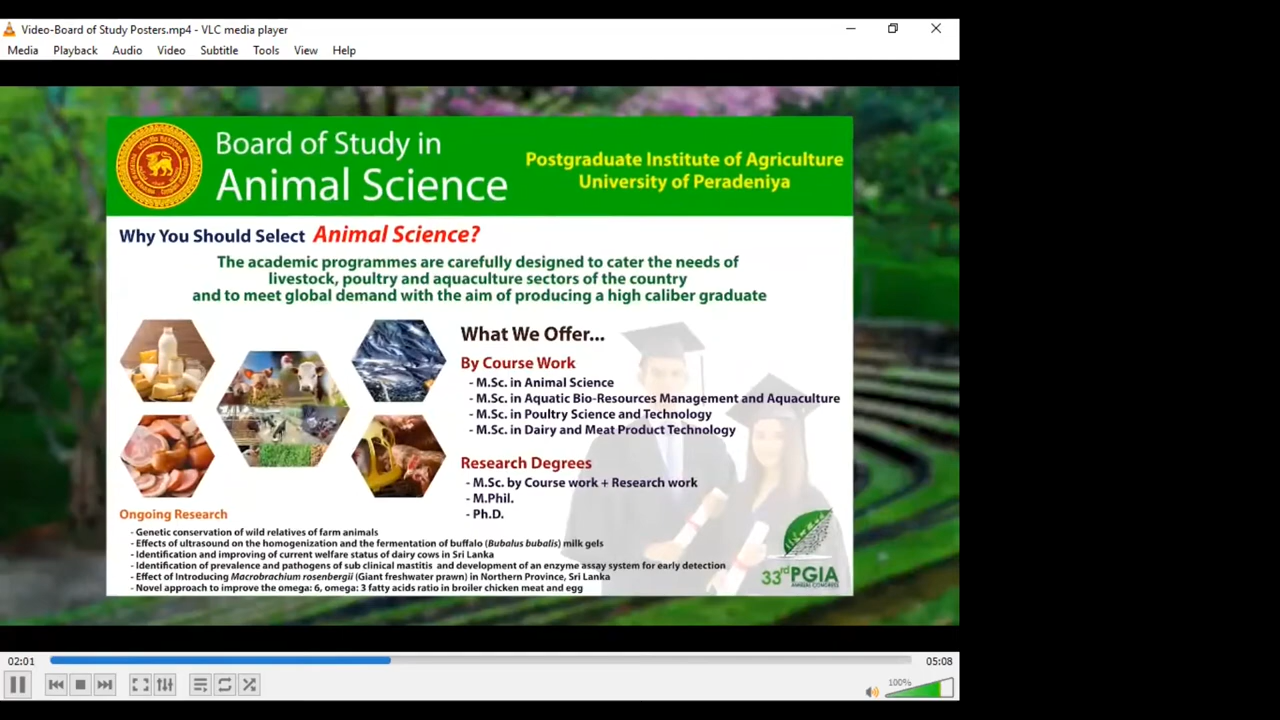 Video-Board of Study Posters.mp4 - VLC media player
Media Playback Audio Video Subtitle Tools View Help
Board of Study in
Animal Science
Postgraduate Institute of Agriculture
University of Peradeniya
Why You Should Select Animal Science?
The academic programmes are carefully designed to cater the needs of
livestock, poultry and aquaculture sectors of the country
and to meet global demand with the aim of producing a high caliber graduate
What We Offer...
By Course Work
- M.Sc. in Animal Science
- M.Sc. in Aquatic Bio-Resources Management and Aquaculture
- M.Sc. in Poultry Science and Technology
- M.Sc. in Dairy and Meat Product Technology
Research Degrees
- M.Sc. by Course work + Research work
- M.Phil.
- Ph.D.
Ongoing Research
- Genetic conservation of wild relatives of farm animals
- Effects of ultrasound on the homogenization and the fermentation of buffalo (Bubalus bubalis) milk gels
- Identification and improving of current welfare status of dairy cows in Sri Lanka
- Identification of prevalence and pathogens of sub clinical mastitis and development of an enzyme assay system for early detection
- Effect of Introducing Macrobrachium rosenbergii (Giant freshwater prawn) in Northern Province, Sri Lanka
- Novel approach to improve the omega: 6, omega: 3 fatty acids ratio in broiler chicken meat and egg
33rd PGIA
ANNUAL CONGRESS
02:01
05:08
100%